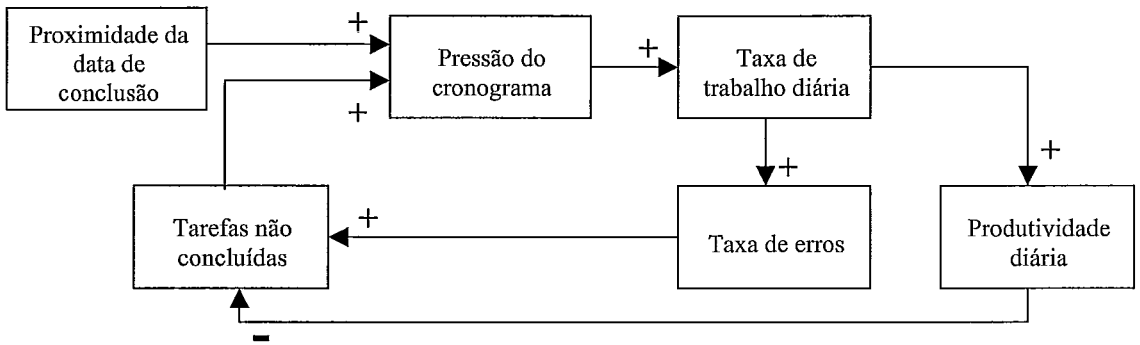 Proximidade da
data de
conclusão
+
+
Pressão do
cronograma
+
Taxa de
trabalho diária
+
+
Tarefas não
concluídas
+
Taxa de erros
Produtividade
diária
-